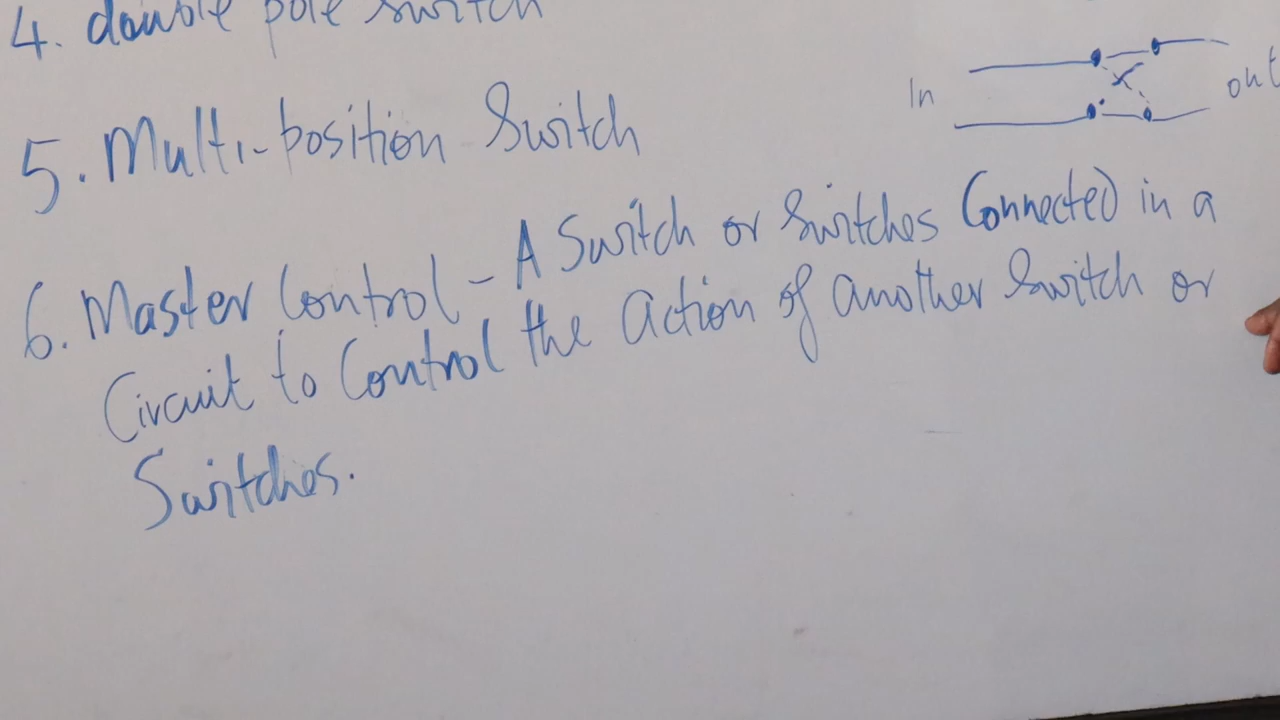 4. double pole switch
In out
5. Multi-position Switch
6. Master Control - A Switch or Switches Connected in a
Circuit to Control the action of another Switch or
Switches.